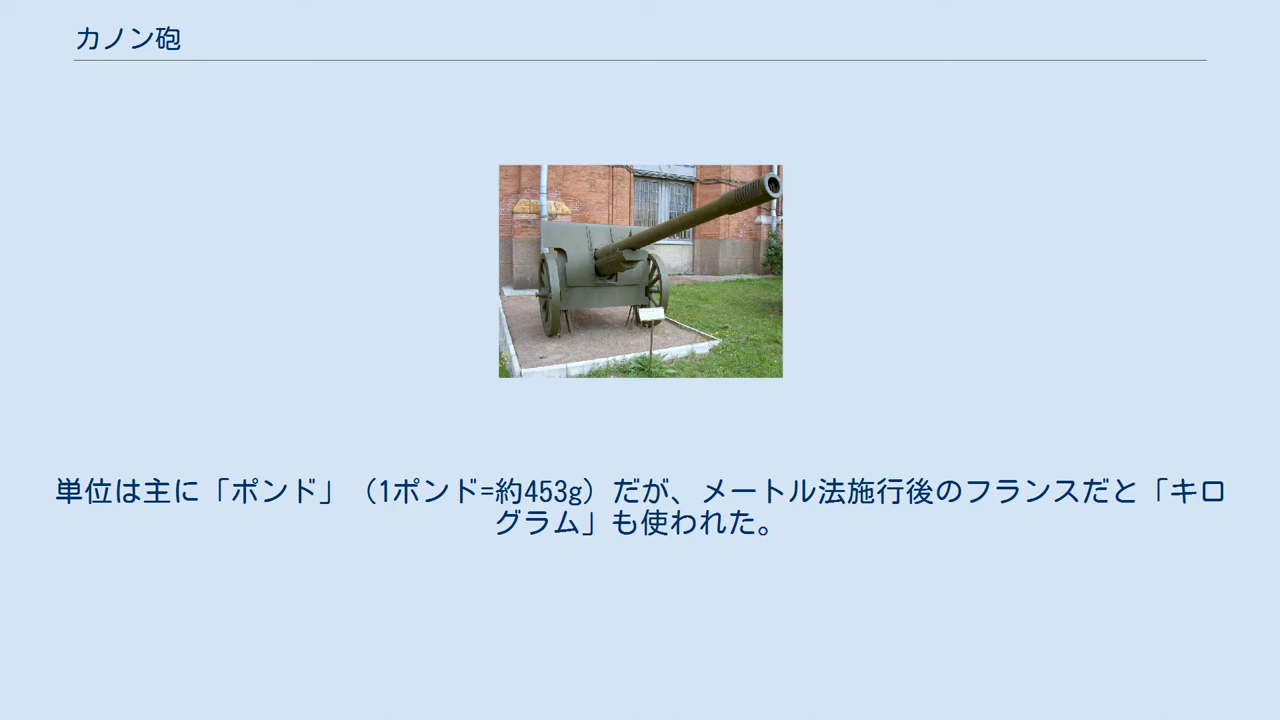 カノン砲
単位は主に「ポンド」（1ポンド=約453g）だが、メートル法施行後のフランスだと「キロ
グラム」も使われた。